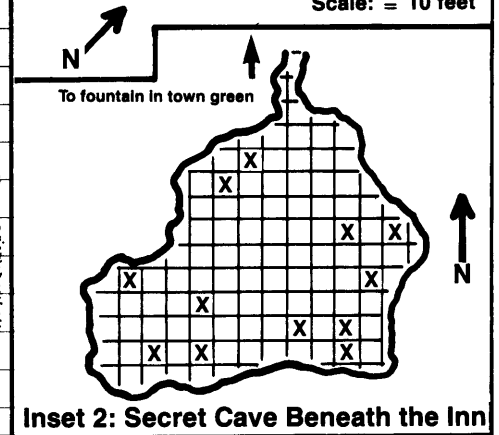 Scale: = 10 feet
N
To fountain in town green
X
X
X X
X X
X
X X
X X X
N
Inset 2: Secret Cave Beneath the Inn